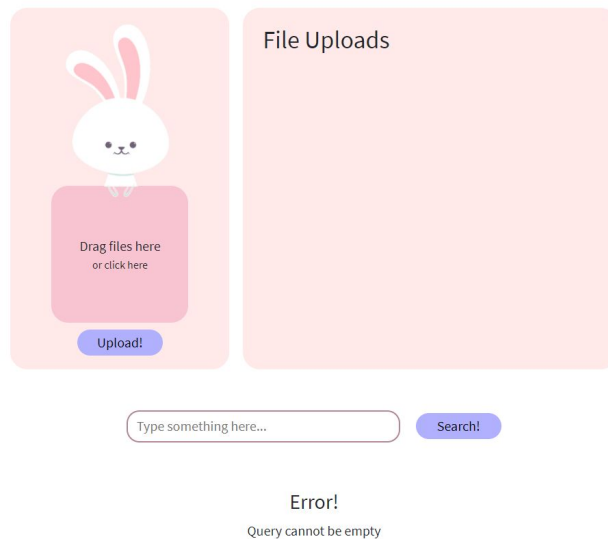 File Uploads
Drag files here
or click here
Upload!
Type something here...
Search!
Error!
Query cannot be empty